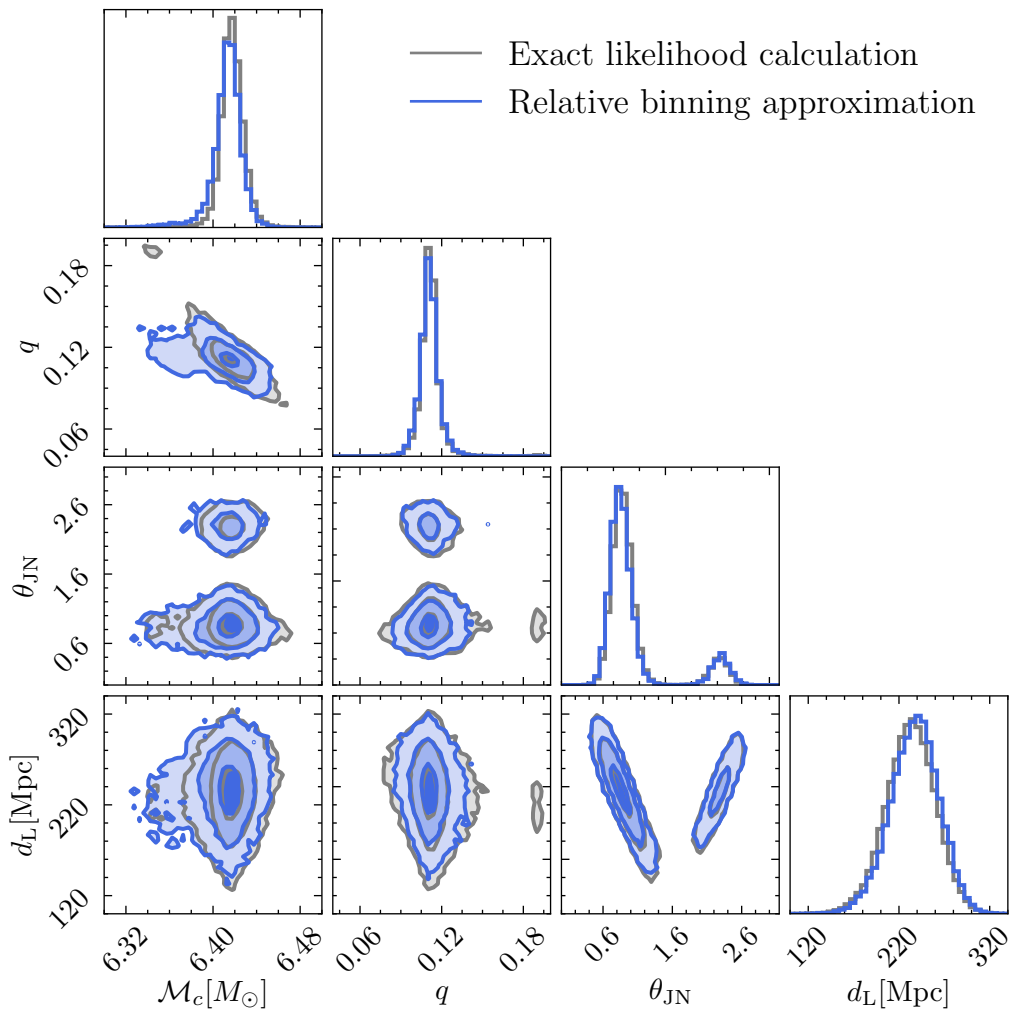 Exact likelihood calculation
Relative binning approximation
0.18
0.12
0.06
q
2.6
1.6
0.6
θ_JN
320
220
120
d_L[Mpc]
6.32 6.40 6.48 0.06 0.12 0.18 0.6 1.6 2.6 120 220 320
ℳ_c[M_⊙] q θ_JN d_L[Mpc]